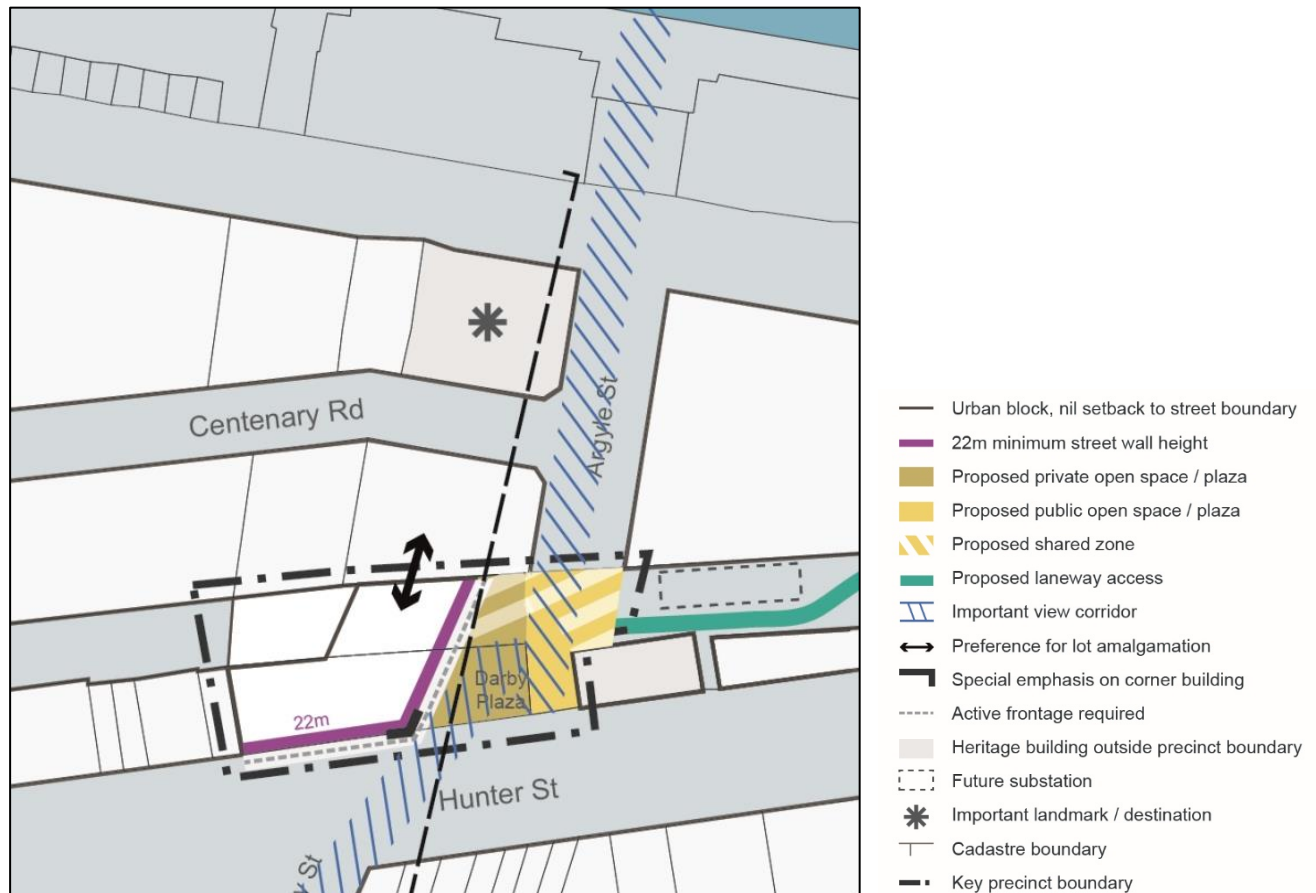 Centenary Rd
Argyle St
Darby
Plaza
22m
Hunter St
St
Urban block, nil setback to street boundary
22m minimum street wall height
Proposed private open space / plaza
Proposed public open space / plaza
Proposed shared zone
Proposed laneway access
Important view corridor
Preference for lot amalgamation
Special emphasis on corner building
Active frontage required
Heritage building outside precinct boundary
Future substation
Important landmark / destination
Cadastre boundary
Key precinct boundary